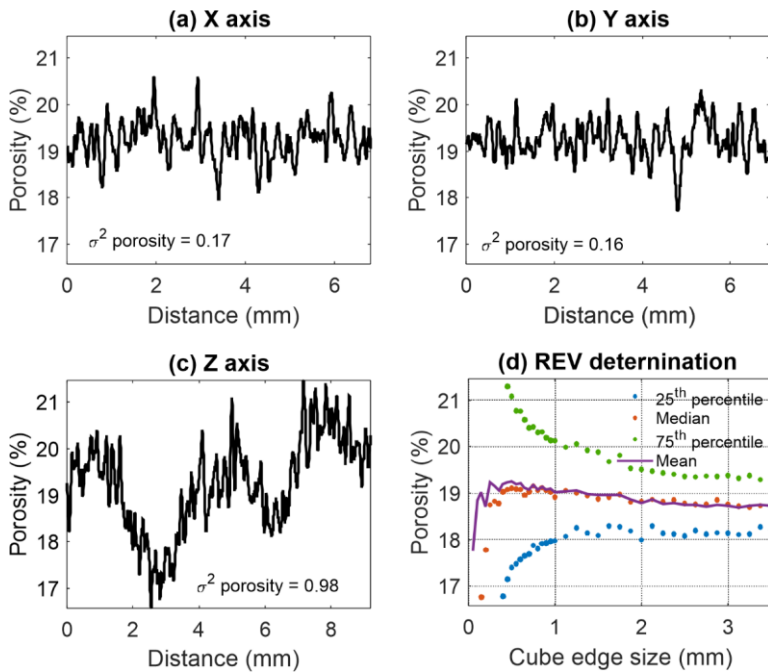 (a) X axis
21
20
19
18
17
Porosity (%)
σ² porosity = 0.17
0 2 4 6
Distance (mm)
(b) Y axis
21
20
19
18
17
Porosity (%)
σ² porosity = 0.16
0 2 4 6
Distance (mm)
(c) Z axis
21
20
19
18
17
Porosity (%)
σ² porosity = 0.98
0 2 4 6 8
Distance (mm)
(d) REV deternination
21
20
19
18
17
Porosity (%)
25th percentile
Median
75th percentile
Mean
0 1 2 3
Cube edge size (mm)